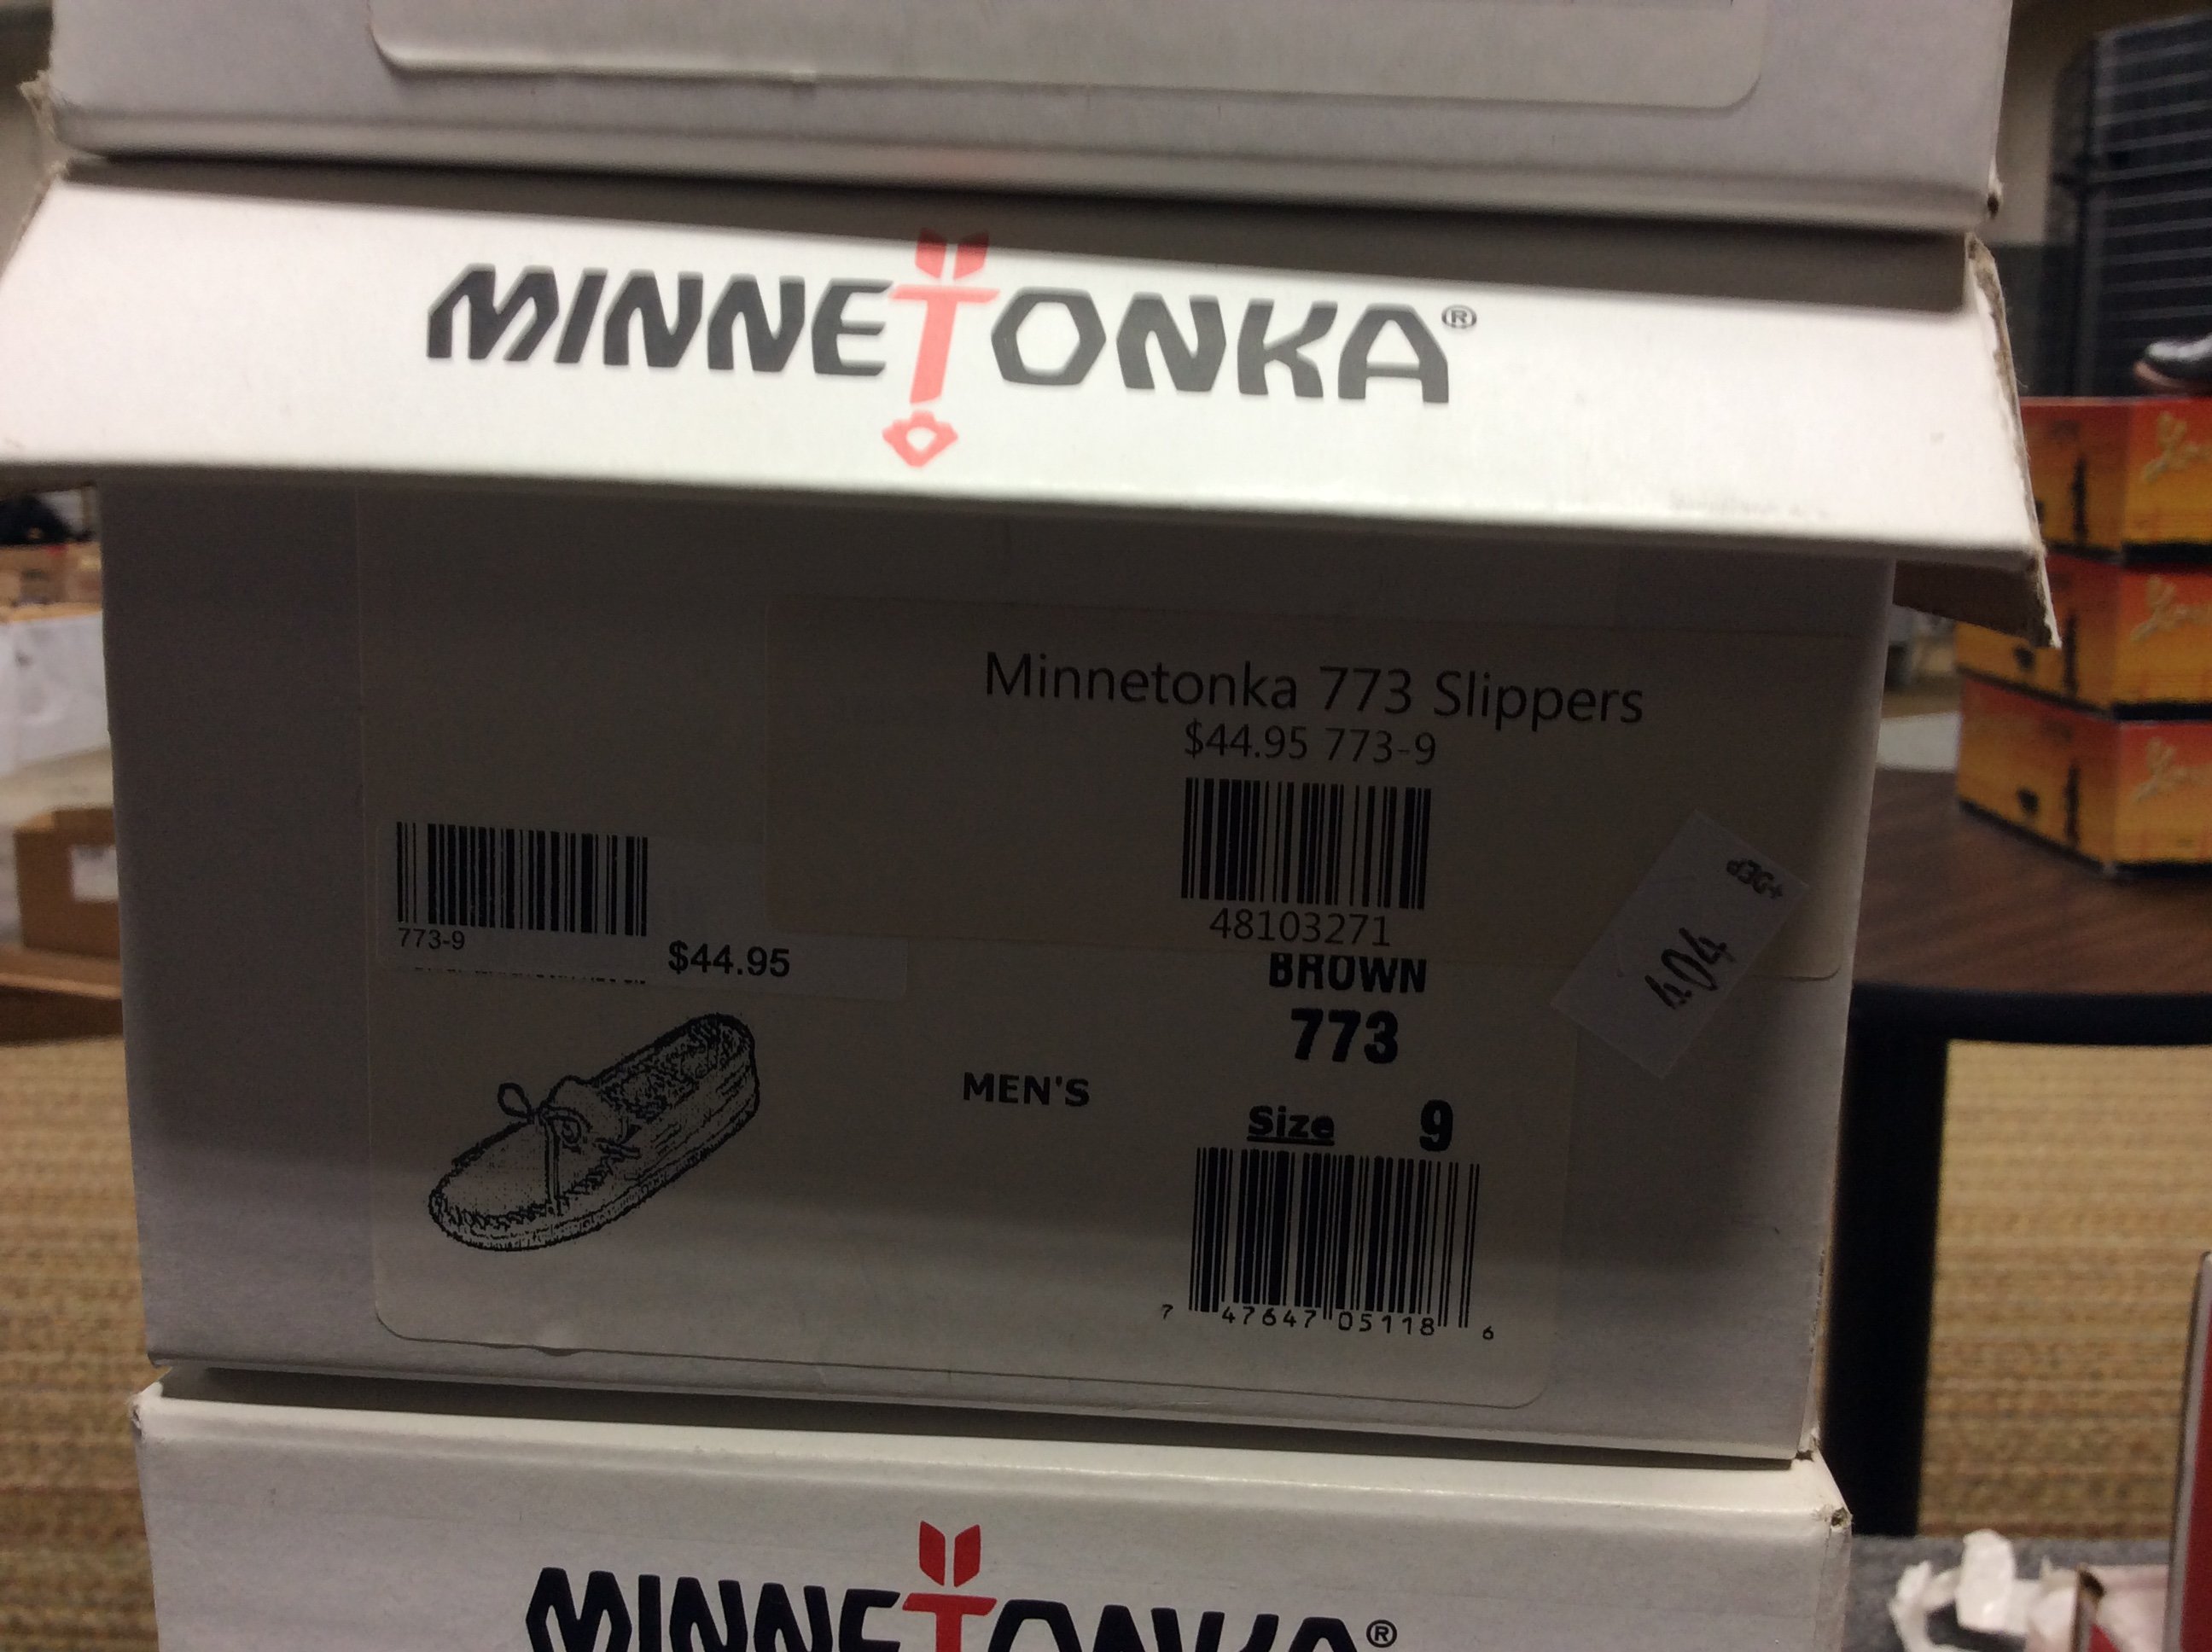 MINNETONKA®
Minnetonka 773 Slippers
$44.95 773-9
48103271
773-9
$44.95
BROWN
773
MEN'S
Size 9
7 47647 05118 6
404
MINNETONKA®